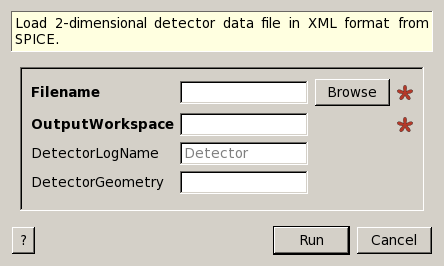 Load 2-dimensional detector data file in XML format from
SPICE.
Filename
Browse
OutputWorkspace
DetectorLogName
Detector
DetectorGeometry
?
Run
Cancel